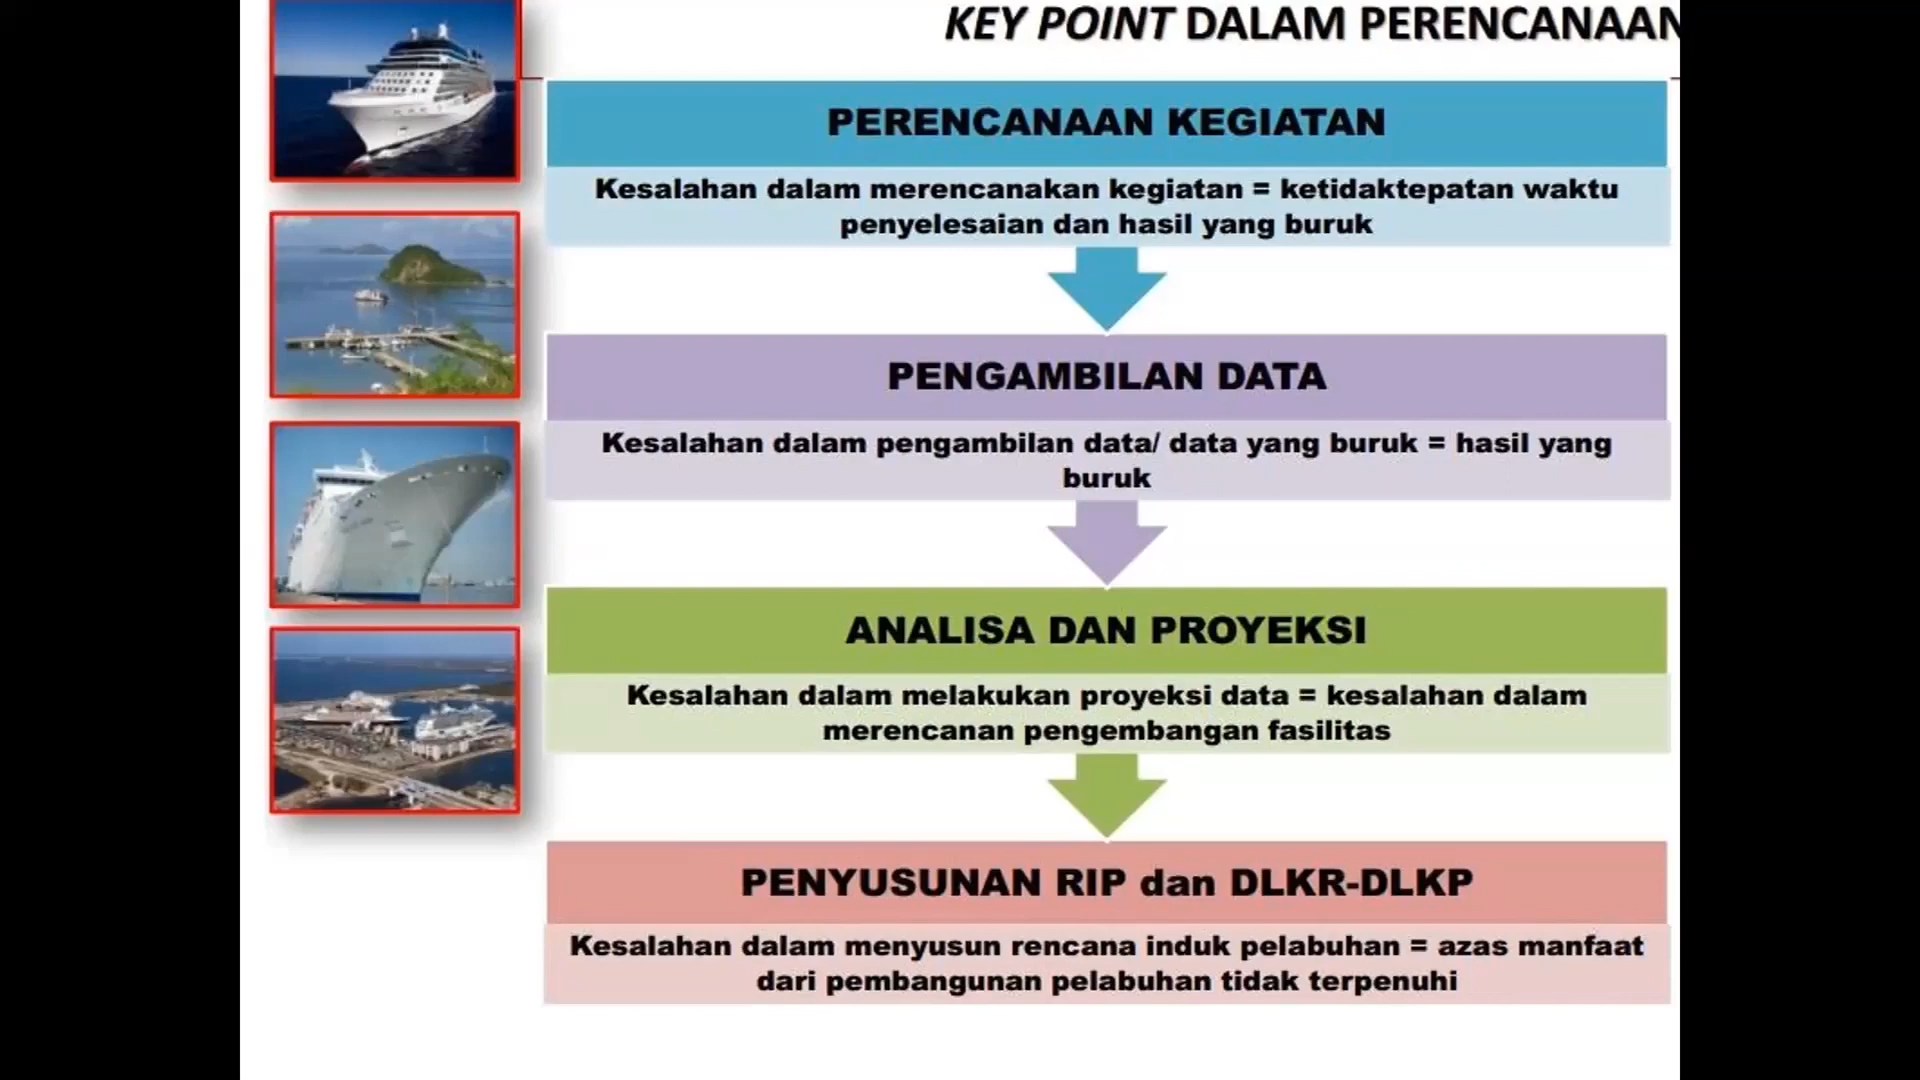 KEY POINT DALAM PERENCANAAN
PERENCANAAN KEGIATAN
Kesalahan dalam merencanakan kegiatan = ketidaktepatan waktu
penyelesaian dan hasil yang buruk
PENGAMBILAN DATA
Kesalahan dalam pengambilan data/ data yang buruk = hasil yang
buruk
ANALISA DAN PROYEKSI
Kesalahan dalam melakukan proyeksi data = kesalahan dalam
merencanan pengembangan fasilitas
PENYUSUNAN RIP dan DLKR-DLKP
Kesalahan dalam menyusun rencana induk pelabuhan = azas manfaat
dari pembangunan pelabuhan tidak terpenuhi